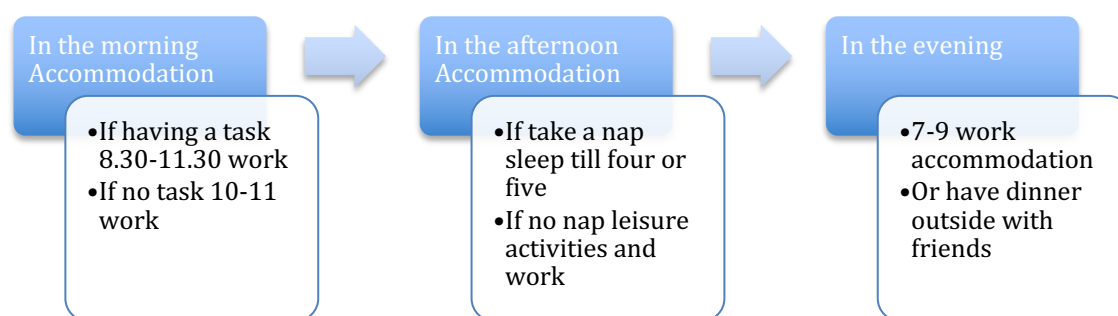 In the morning
Accommodation
•If having a task
8.30-11.30 work
•If no task 10-11
work
In the afternoon
Accommodation
•If take a nap
sleep till four or
five
•If no nap leisure
activities and
work
In the evening
•7-9 work
accommodation
•Or have dinner
outside with
friends